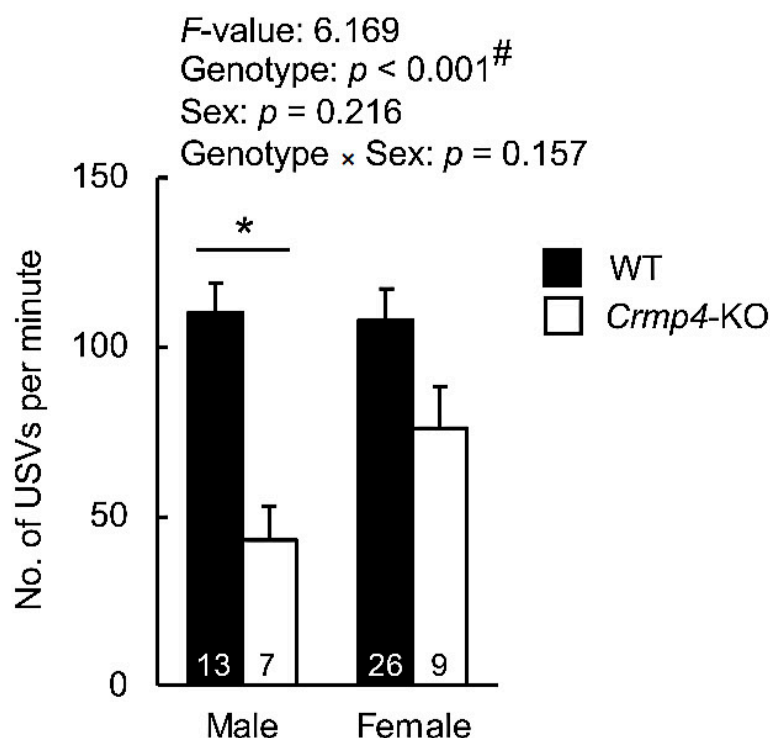 F-value: 6.169
Genotype: p < 0.001#
Sex: p = 0.216
Genotype × Sex: p = 0.157
150
100
50
0
No. of USVs per minute
*
WT
Crmp4-KO
13 7 26 9
Male Female